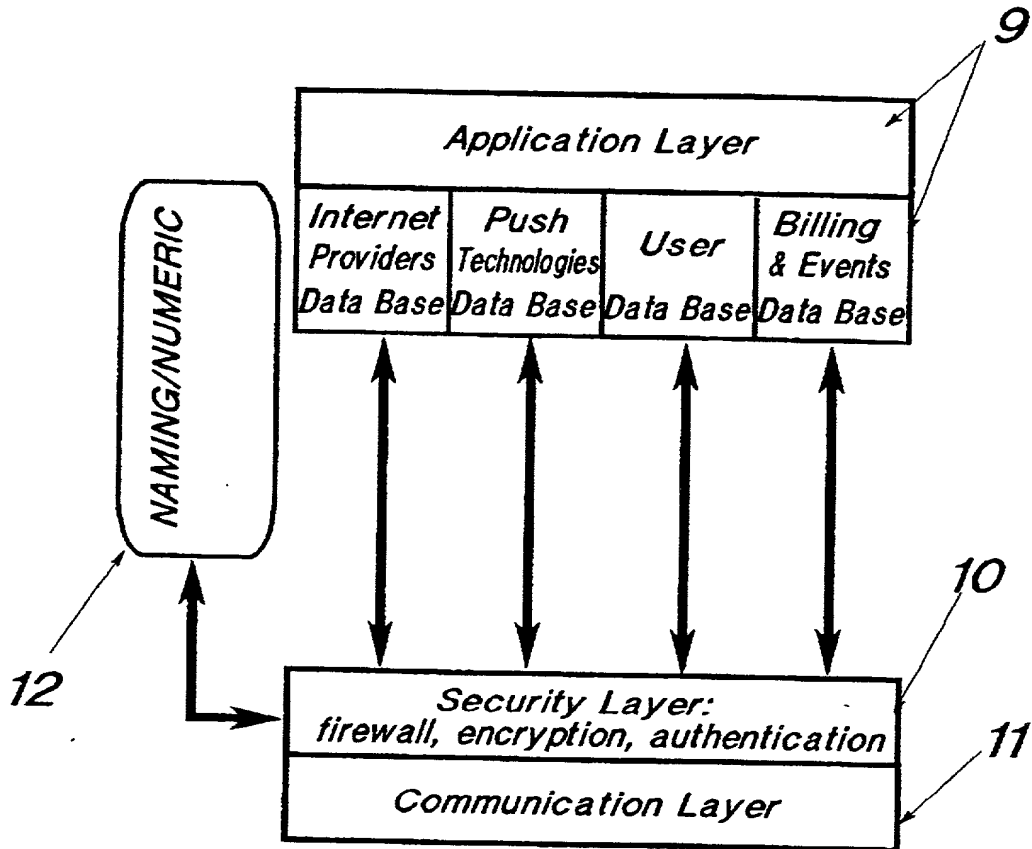 9
Application Layer
Internet
Providers
Data Base
Push
Technologies
Data Base
User
Data Base
Billing
& Events
Data Base
NAMING/NUMERIC
12
10
Security Layer:
firewall, encryption, authentication
11
Communication Layer